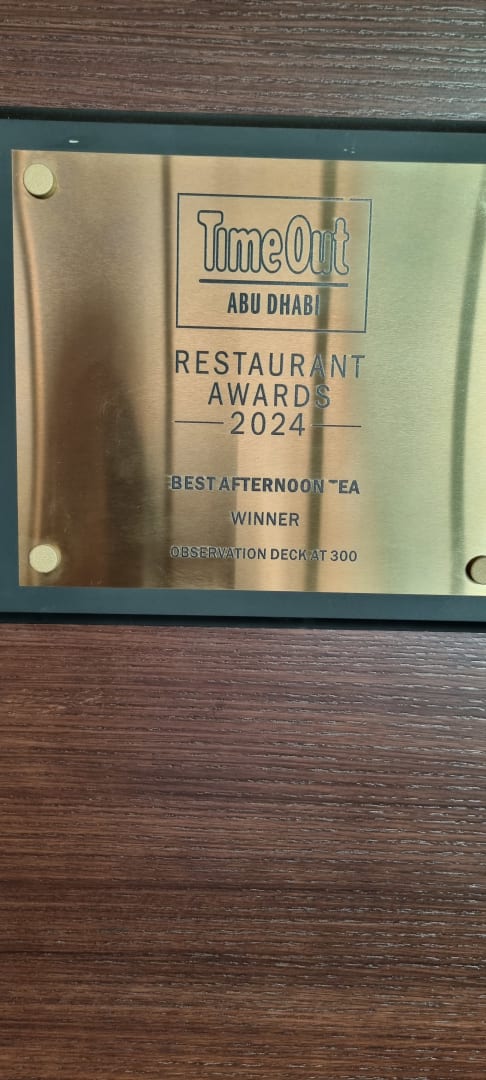 Time Out
ABU DHABI
RESTAURANT
AWARDS
2024
BEST AFTERNOON TEA
WINNER
OBSERVATION DECK AT 300